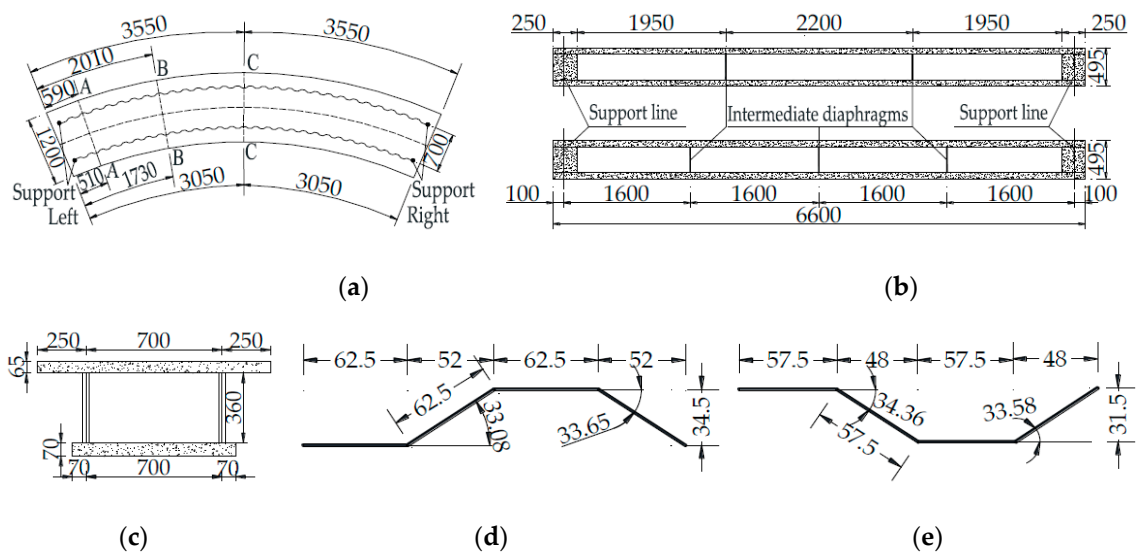 3550
3550
2010
590
A
B
C
1200
700
510
A
B
C
1730
3050
3050
Support
Left
Support
Right
(a)
250
1950
2200
1950
250
495
Support line
Intermediate diaphragms
Support line
495
100
1600
1600
1600
1600
100
6600
(b)
250
700
250
65
360
70
70
700
70
(c)
62.5
52
62.5
52
62.5
33.08
33.65
34.5
(d)
57.5
48
57.5
48
34.36
57.5
33.58
31.5
(e)